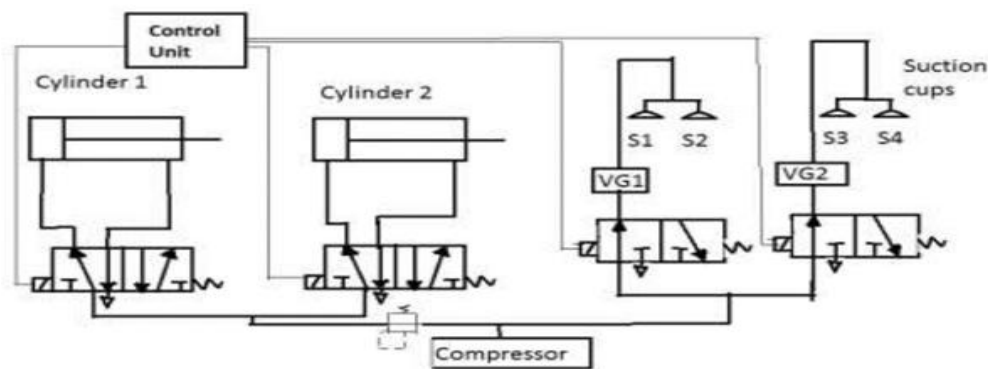 Control
Unit
Cylinder 1
Cylinder 2
Suction
cups
S1 S2
S3 S4
VG1
VG2
Compressor